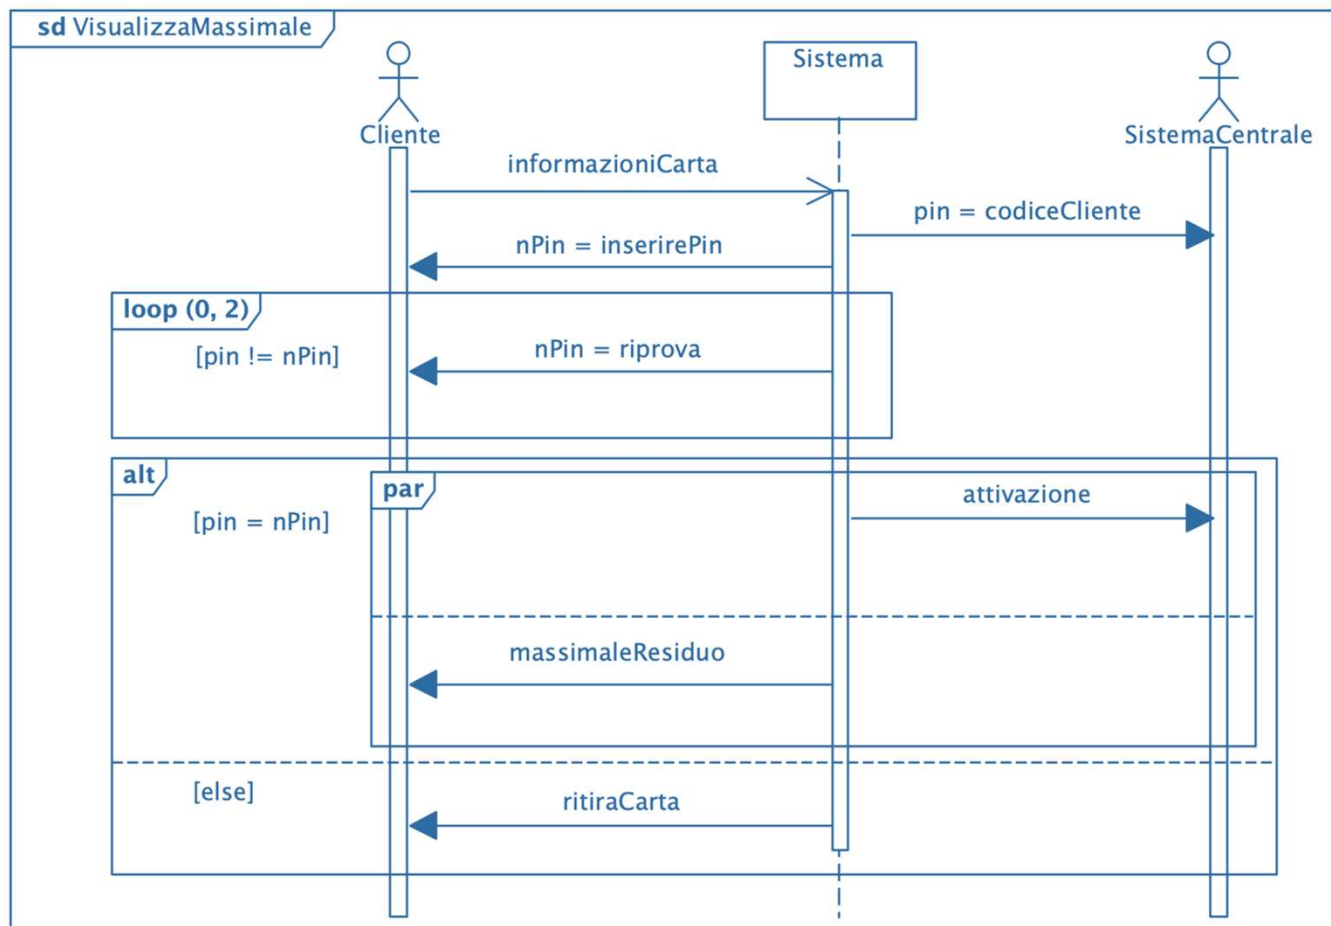 sd VisualizzaMassimale
Sistema
Cliente
SistemaCentrale
informazioniCarta
pin = codiceCliente
nPin = inserirePin
loop (0, 2)
[pin != nPin]
nPin = riprova
alt
par
[pin = nPin]
attivazione
massimaleResiduo
[else]
ritiraCarta